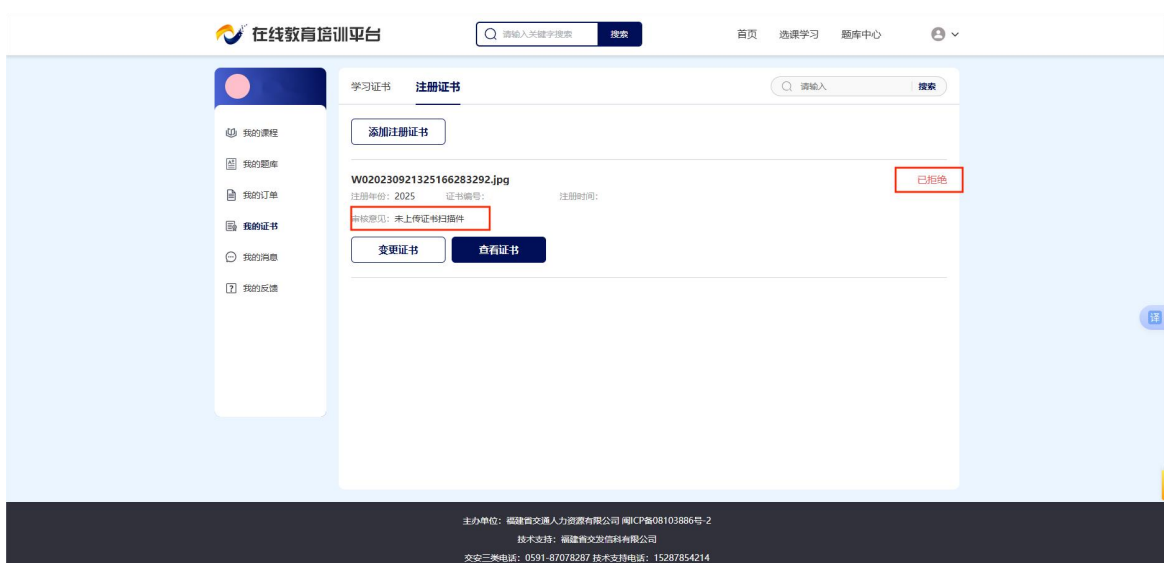 在线教育培训平台
请输入关键字搜索 搜索
首页 选课学习 题库中心
学习证书 注册证书
请输入 搜索
添加注册证书
我的课程
我的题库
我的订单
我的证书
我的消息
我的反馈
W020230921325166283292.jpg
已拒绝
注册年份：2025 证书编号： 注册时间：
审核意见：未上传证书扫描件
变更证书 查看证书
译
主办单位：福建省交通人力资源有限公司 闽ICP备08103886号-2
技术支持：福建省交发信科有限公司
交安三类电话：0591-87078287 技术支持电话：15287854214